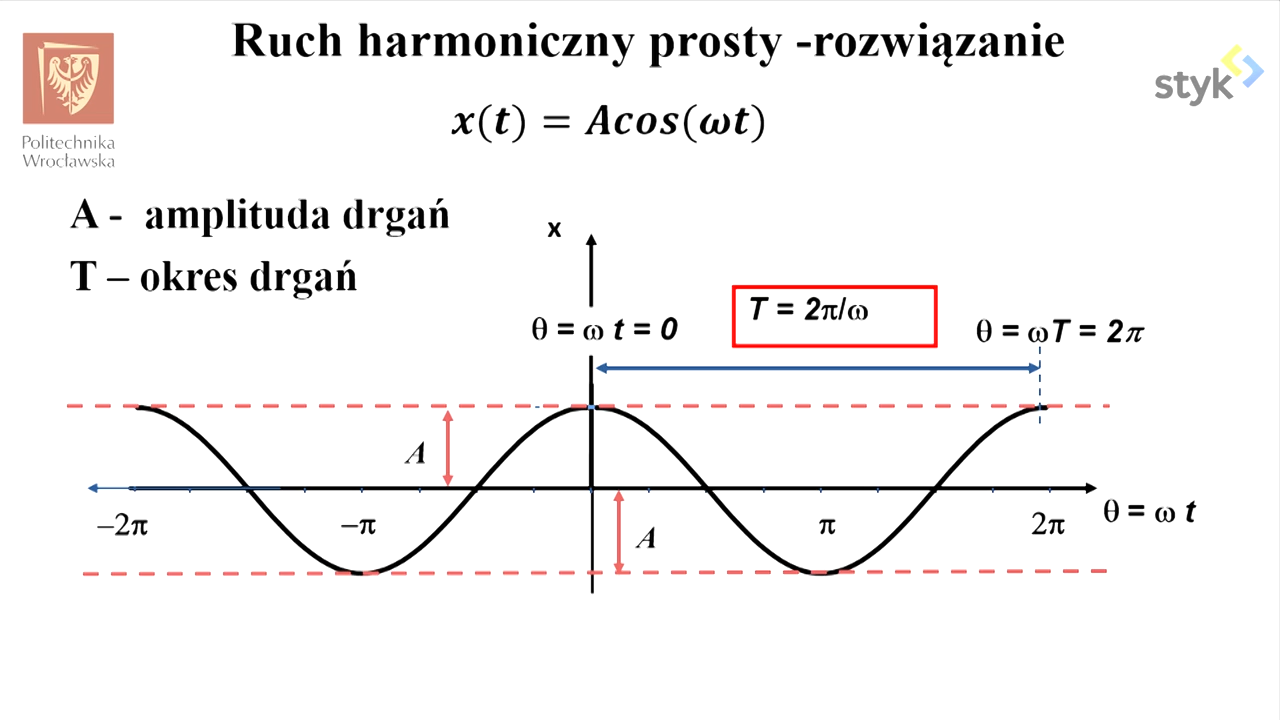 Ruch harmoniczny prosty -rozwiązanie
styk
Politechnika
Wrocławska
x(t) = Acos(ωt)
A - amplituda drgań
T – okres drgań
x
T = 2π/ω
θ = ω t = 0
θ = ωT = 2π
A
A
–2π
–π
π
2π
θ = ω t